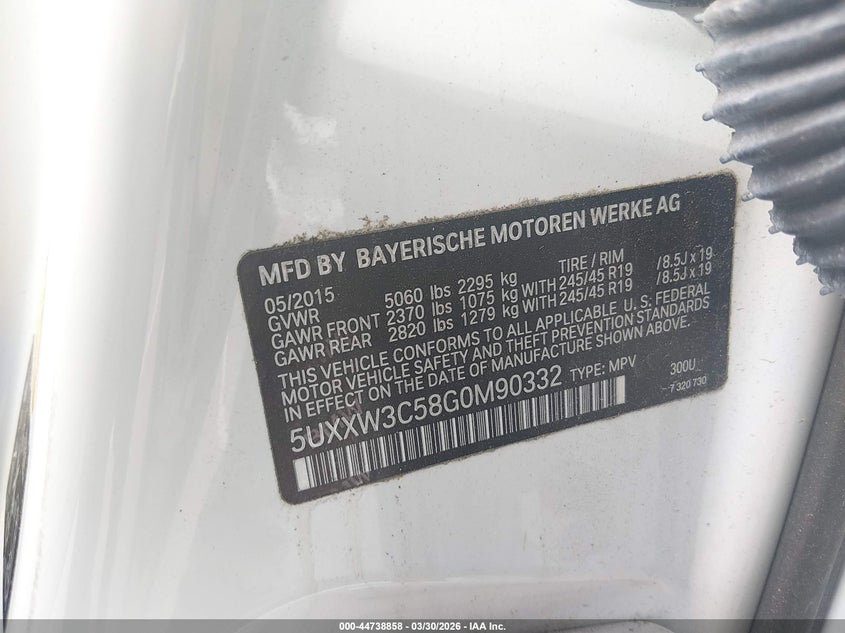 MFD BY BAYERISCHE MOTOREN WERKE AG
05/2015 TIRE / RIM
GVWR 5060 lbs 2295 kg
GAWR FRONT 2370 lbs 1075 kg WITH 245/45 R19 /8.5J x 19
GAWR REAR 2820 lbs 1279 kg WITH 245/45 R19 /8.5J x 19
THIS VEHICLE CONFORMS TO ALL APPLICABLE U.S. FEDERAL
MOTOR VEHICLE SAFETY AND THEFT PREVENTION STANDARDS
IN EFFECT ON THE DATE OF MANUFACTURE SHOWN ABOVE.
5UXXW3C58G0M90332 TYPE: MPV 300U
7 320 730
000-44738858 - 03/30/2026 - IAA Inc.